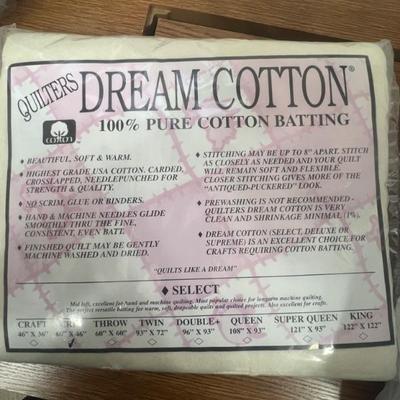 QUILTERS
DREAM COTTON®
100% PURE COTTON BATTING
COTTON
♦ BEAUTIFUL, SOFT & WARM.
♦ HIGHEST GRADE USA COTTON. CARDED,
CROSSLAPPED, NEEDLEPUNCHED FOR
STRENGTH & QUALITY.
♦ NO SCRIM, GLUE OR BINDERS.
♦ HAND & MACHINE NEEDLES GLIDE
SMOOTHLY THRU THE FINE,
CONSISTENT, EVEN BATT.
♦ FINISHED QUILT MAY BE GENTLY
MACHINE WASHED AND DRIED.
♦ STITCHING MAY BE UP TO 8" APART. STITCH
AS CLOSELY AS NEEDED AND YOUR QUILT
WILL REMAIN SOFT AND FLEXIBLE.
CLOSER STITCHING GIVES MORE OF THE
"ANTIQUED-PUCKERED" LOOK.
♦ PREWASHING IS NOT RECOMMENDED -
QUILTERS DREAM COTTON IS VERY
CLEAN AND SHRINKAGE MINIMAL (1%).
♦ DREAM COTTON (SELECT, DELUXE OR
SUPREME) IS AN EXCELLENT CHOICE FOR
CRAFTS REQUIRING COTTON BATTING.
"QUILTS LIKE A DREAM"
♦ SELECT
Mid loft, excellent for hand and machine quilting. Most popular choice for longarm machine quilting.
The perfect versatile batting for warm, soft, drapeable quilts and quilted projects. Also excellent for crafts.
CRAFT CRIB THROW TWIN DOUBLE+ QUEEN SUPER QUEEN KING
46" X 36" 60" X 46" 60" X 60" 93" X 72" 96" X 93" 108" X 93" 121" X 93" 122" X 122"